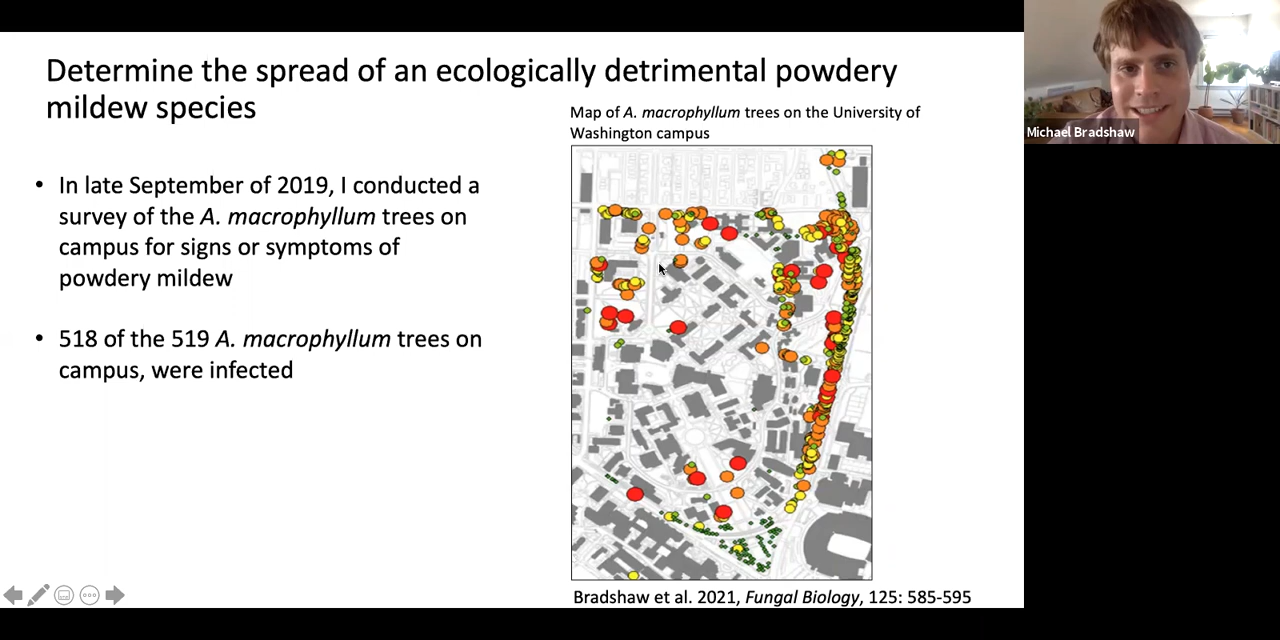 Determine the spread of an ecologically detrimental powdery
mildew species
Map of A. macrophyllum trees on the University of
Washington campus
• In late September of 2019, I conducted a
survey of the A. macrophyllum trees on
campus for signs or symptoms of
powdery mildew
• 518 of the 519 A. macrophyllum trees on
campus, were infected
Bradshaw et al. 2021, Fungal Biology, 125: 585-595
Michael Bradshaw